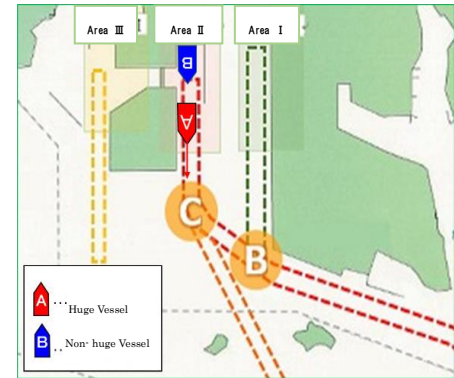 Area Ⅲ
Area Ⅱ
Area Ⅰ
B
A
C
B
A ... Huge Vessel
B .. Non- huge Vessel